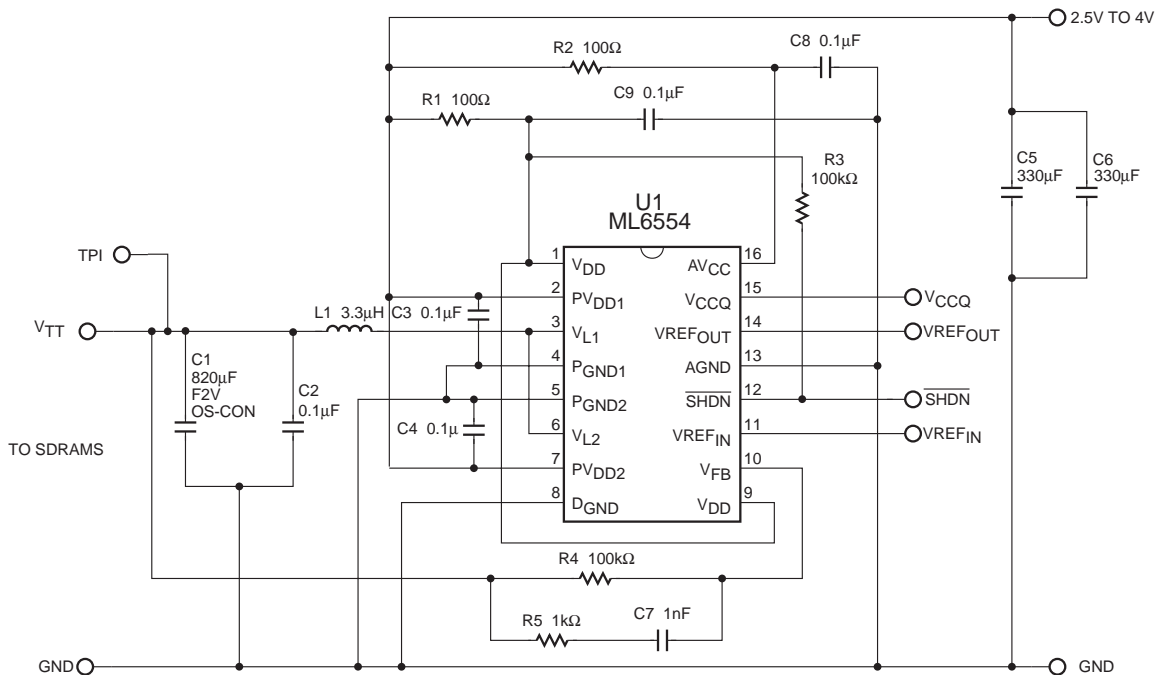 2.5V TO 4V
R2 100Ω
C8 0.1μF
R1 100Ω
C9 0.1μF
R3
100kΩ
C5
330μF
C6
330μF
U1
ML6554
TPI
VTT
L1 3.3μH
C3 0.1μF
C1
820μF
F2V
OS-CON
C2
0.1μF
C4 0.1μ
TO SDRAMS
1 VDD
2 PVDD1
3 VL1
4 PGND1
5 PGND2
6 VL2
7 PVDD2
8 DGND
AVCC 16
VCCQ 15
VREFOUT 14
AGND 13
SHDN 12
VREFIN 11
VFB 10
VDD 9
VCCQ
VREFOUT
SHDN
VREFIN
R4 100kΩ
R5 1kΩ
C7 1nF
GND
GND